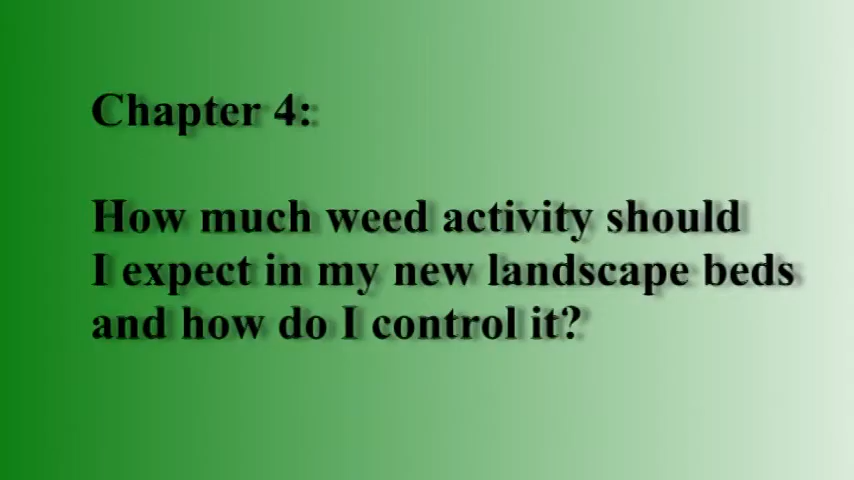 Chapter 4:
How much weed activity should
I expect in my new landscape beds
and how do I control it?